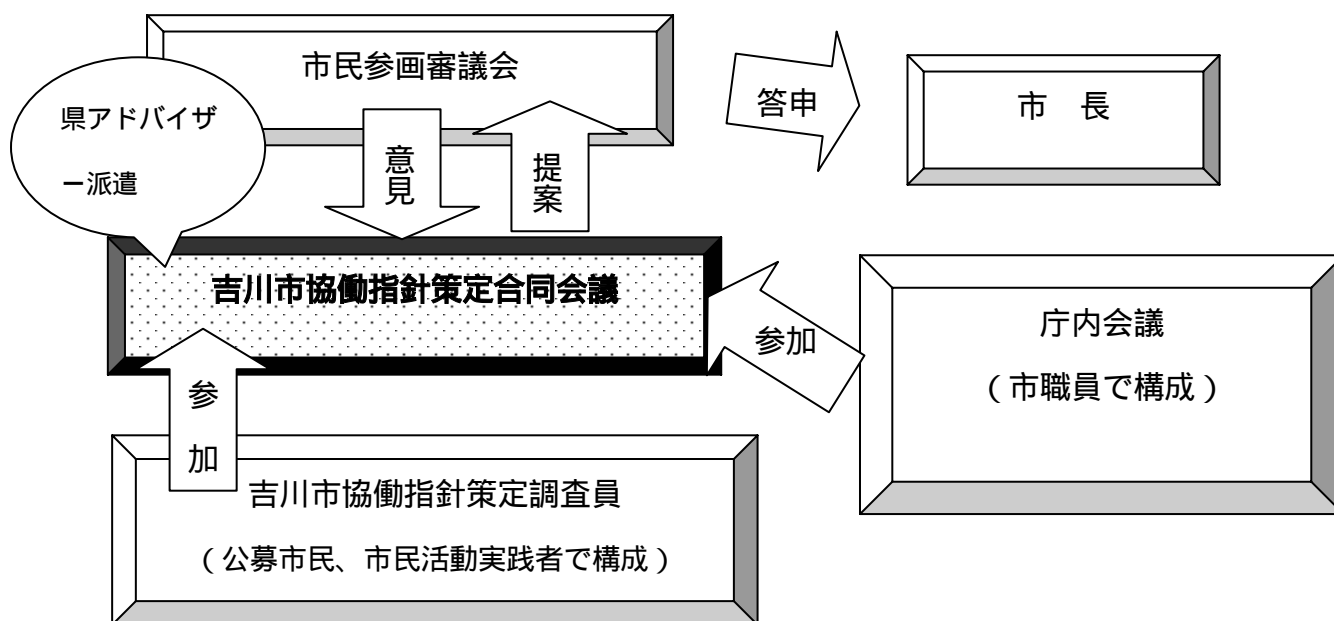 市民参画審議会
答申
市　長
県アドバイザ
ー派遣
意見
提案
吉川市協働指針策定合同会議
参加
庁内会議
（市職員で構成）
参加
吉川市協働指針策定調査員
（公募市民、市民活動実践者で構成）